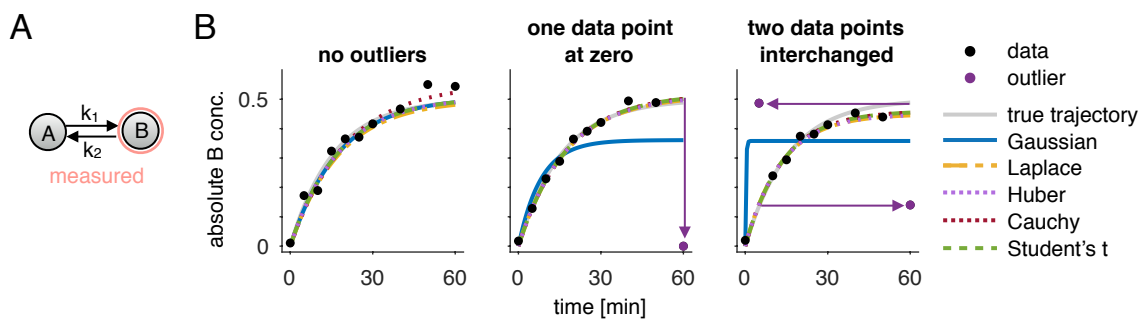 A
B
A
B
k1
k2
measured
no outliers
one data point
at zero
two data points
interchanged
absolute B conc.
0.5
0
0
30
60
0
30
60
0
30
60
time [min]
data
outlier
true trajectory
Gaussian
Laplace
Huber
Cauchy
Student's t